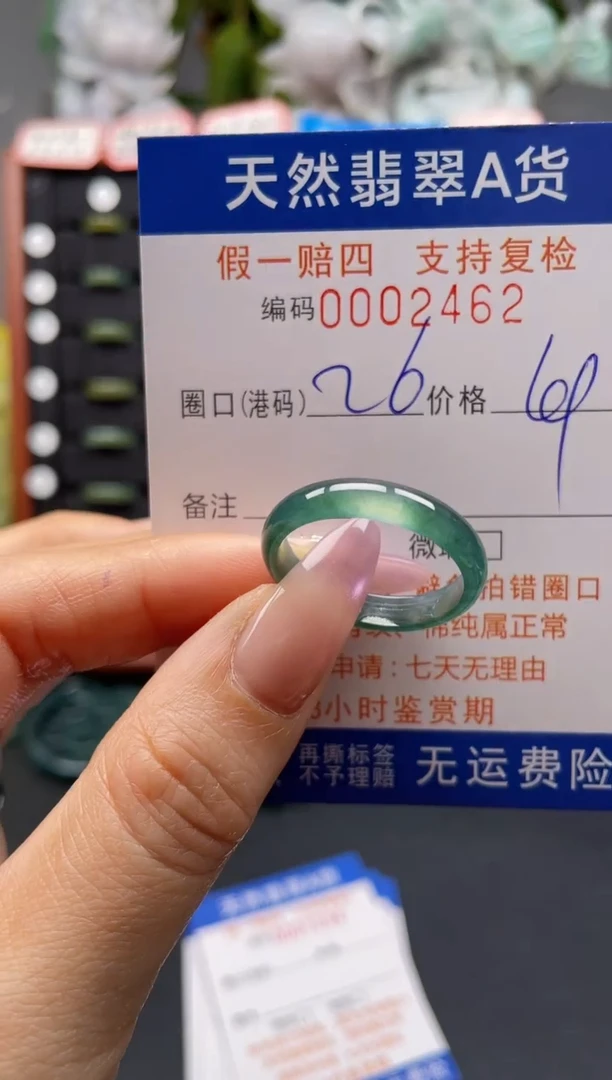 天然翡翠A货
假一赔四 支持复检
编码0002462
圈口(港码) 26 价格
备注
微瑕
拍错圈口
棉纯属正常
申请:七天无理由
小时鉴赏期
再撕标签
不予理赔
无运费险